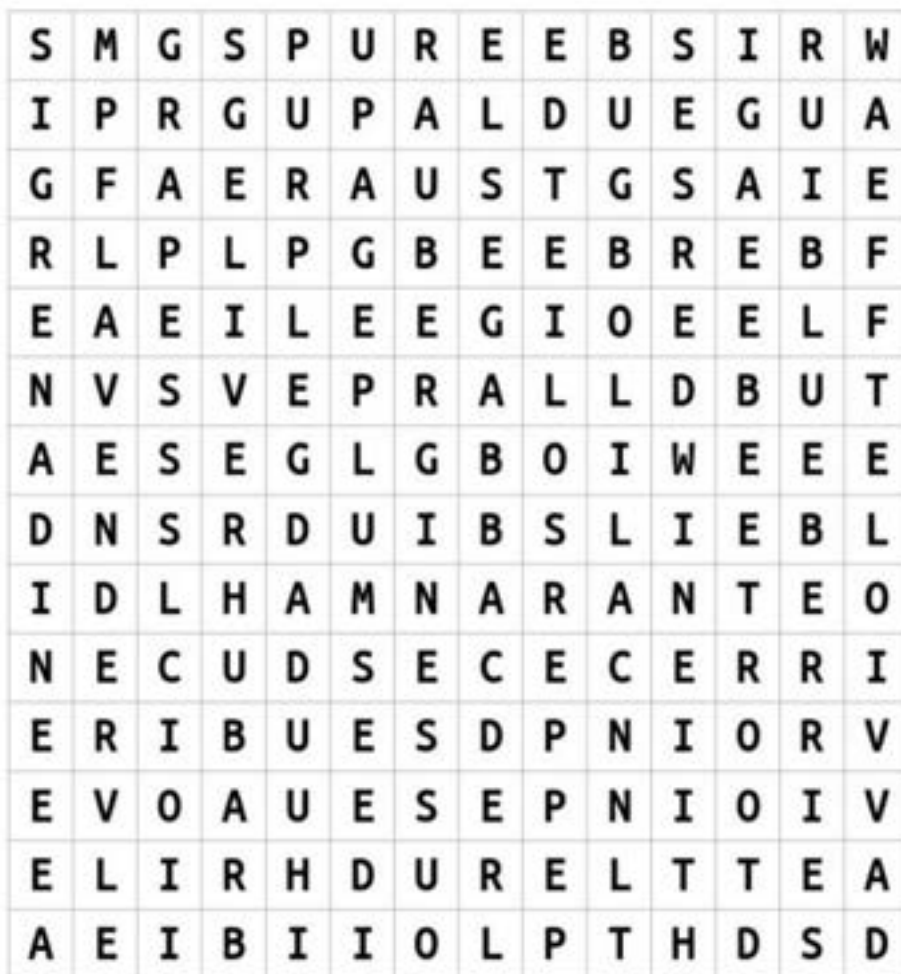 S M G S P U R E E B S I R W
I P R G U P A L D U E G U A
G F A E R A U S T G S A I E
R L P L P G B E E B R E B F
E A E I L E E G I O E E L F
N V S V E P R A L L D B U T
A E S E G L G B O I W E E E
D N S R D U I B S L I E B L
I D L H A M N A R A N T E O
N E C U D S E C E C E R R I
E R I B U E S D P N I O R V
E V O A U E S E P N I O I V
E L I R H D U R E L T T E A
A E I B I I O L P T H D S D